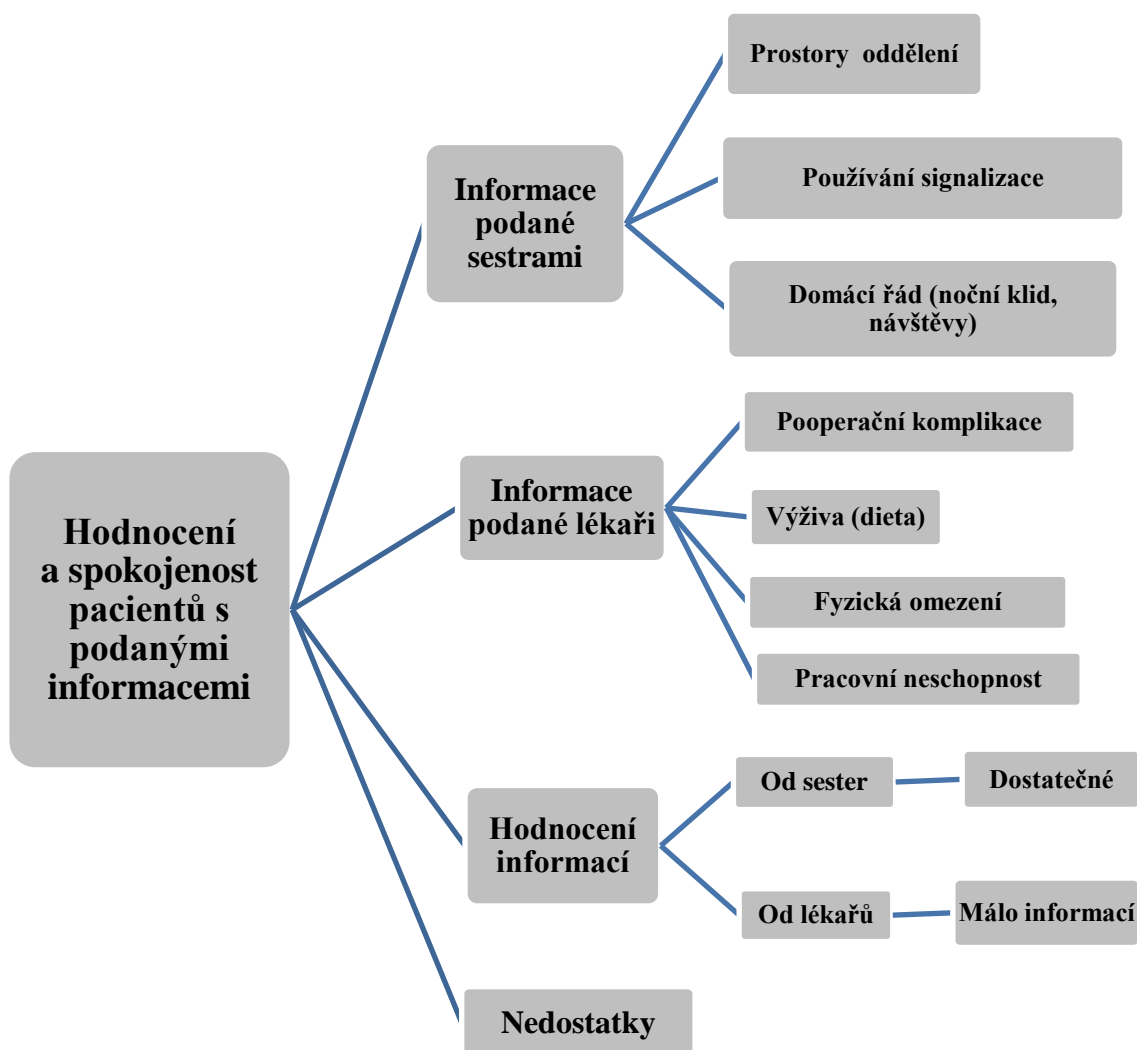 Hodnocení
a spokojenost
pacientů s
podanými
informacemi
Informace
podané
sestrami
Prostory oddělení
Používání signalizace
Domácí řád (noční klid,
návštěvy)
Informace
podané lékaři
Pooperační komplikace
Výživa (dieta)
Fyzická omezení
Pracovní neschopnost
Hodnocení
informací
Od sester
Dostatečné
Od lékařů
Málo informací
Nedostatky